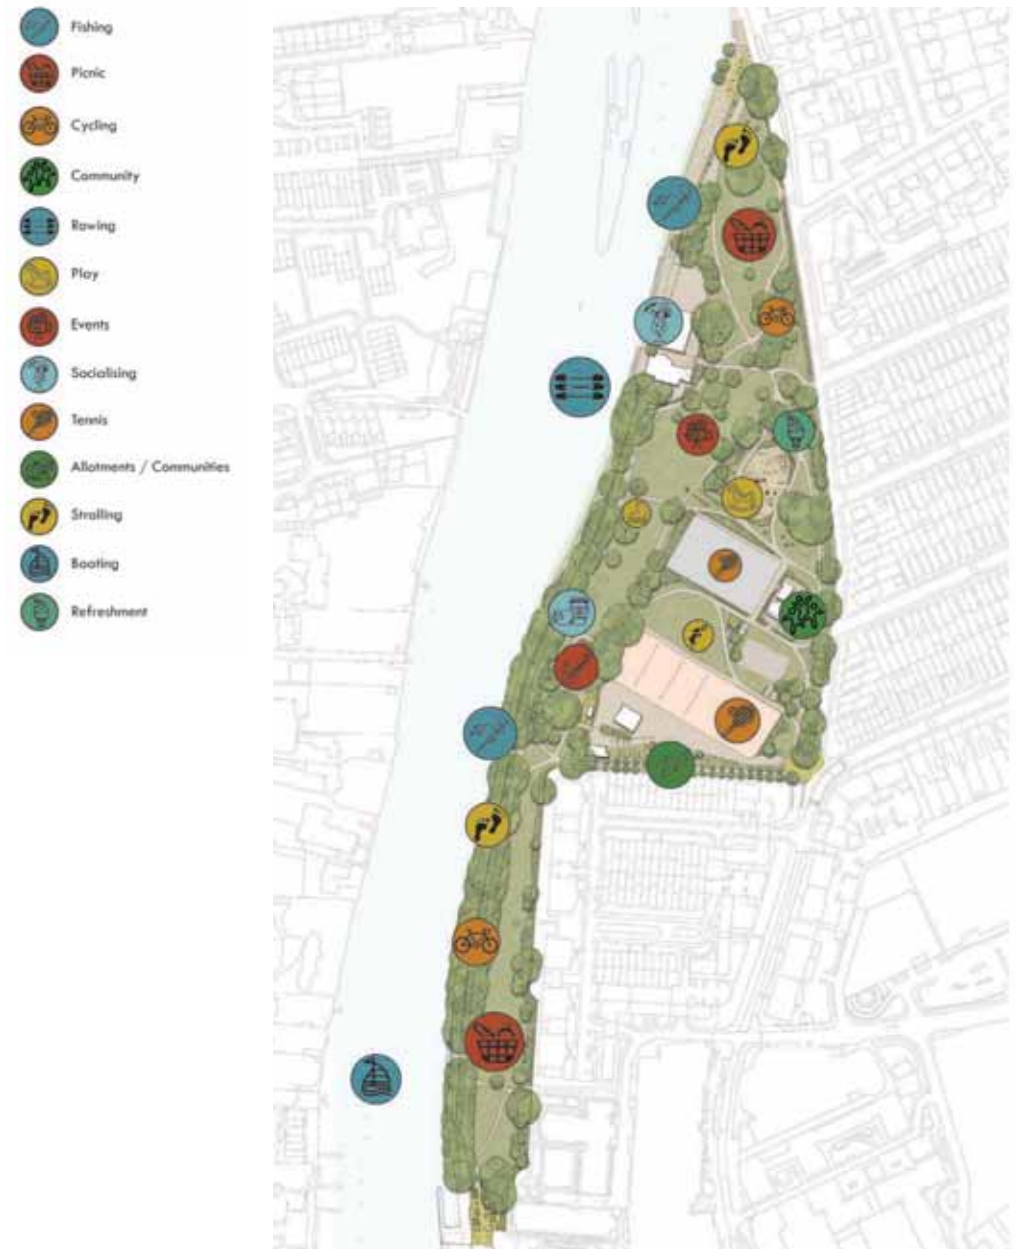 Fishing
Picnic
Cycling
Community
Rowing
Play
Events
Socialising
Tennis
Allotments / Communities
Strolling
Boating
Refreshment